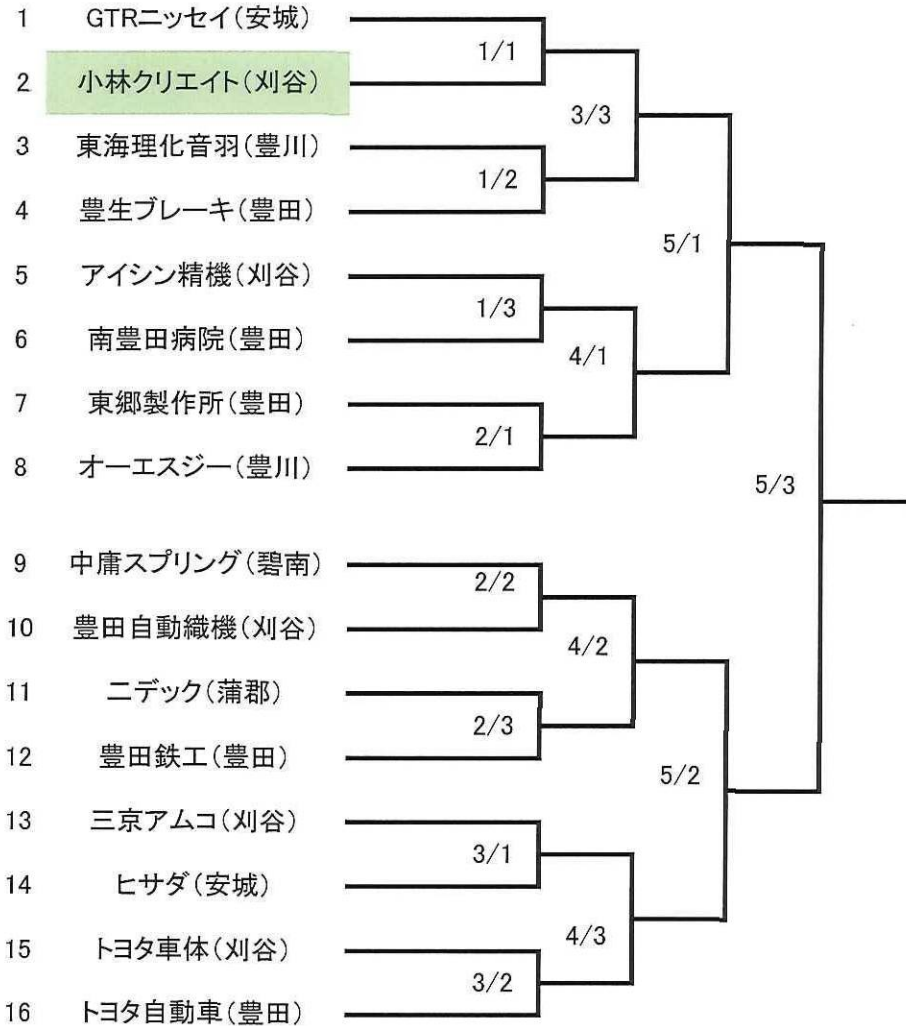 1 GTRニッセイ(安城)
1/1
2 小林クリエイト(刈谷)
3/3
3 東海理化音羽(豊川)
1/2
4 豊生ブレーキ(豊田)
5/1
5 アイシン精機(刈谷)
1/3
6 南豊田病院(豊田)
4/1
7 東郷製作所(豊田)
2/1
8 オーエスジー(豊川)
5/3
9 中庸スプリング(碧南)
2/2
10 豊田自動織機(刈谷)
4/2
11 ニデック(蒲郡)
2/3
12 豊田鉄工(豊田)
5/2
13 三京アムコ(刈谷)
3/1
14 ヒサダ(安城)
4/3
15 トヨタ車体(刈谷)
3/2
16 トヨタ自動車(豊田)